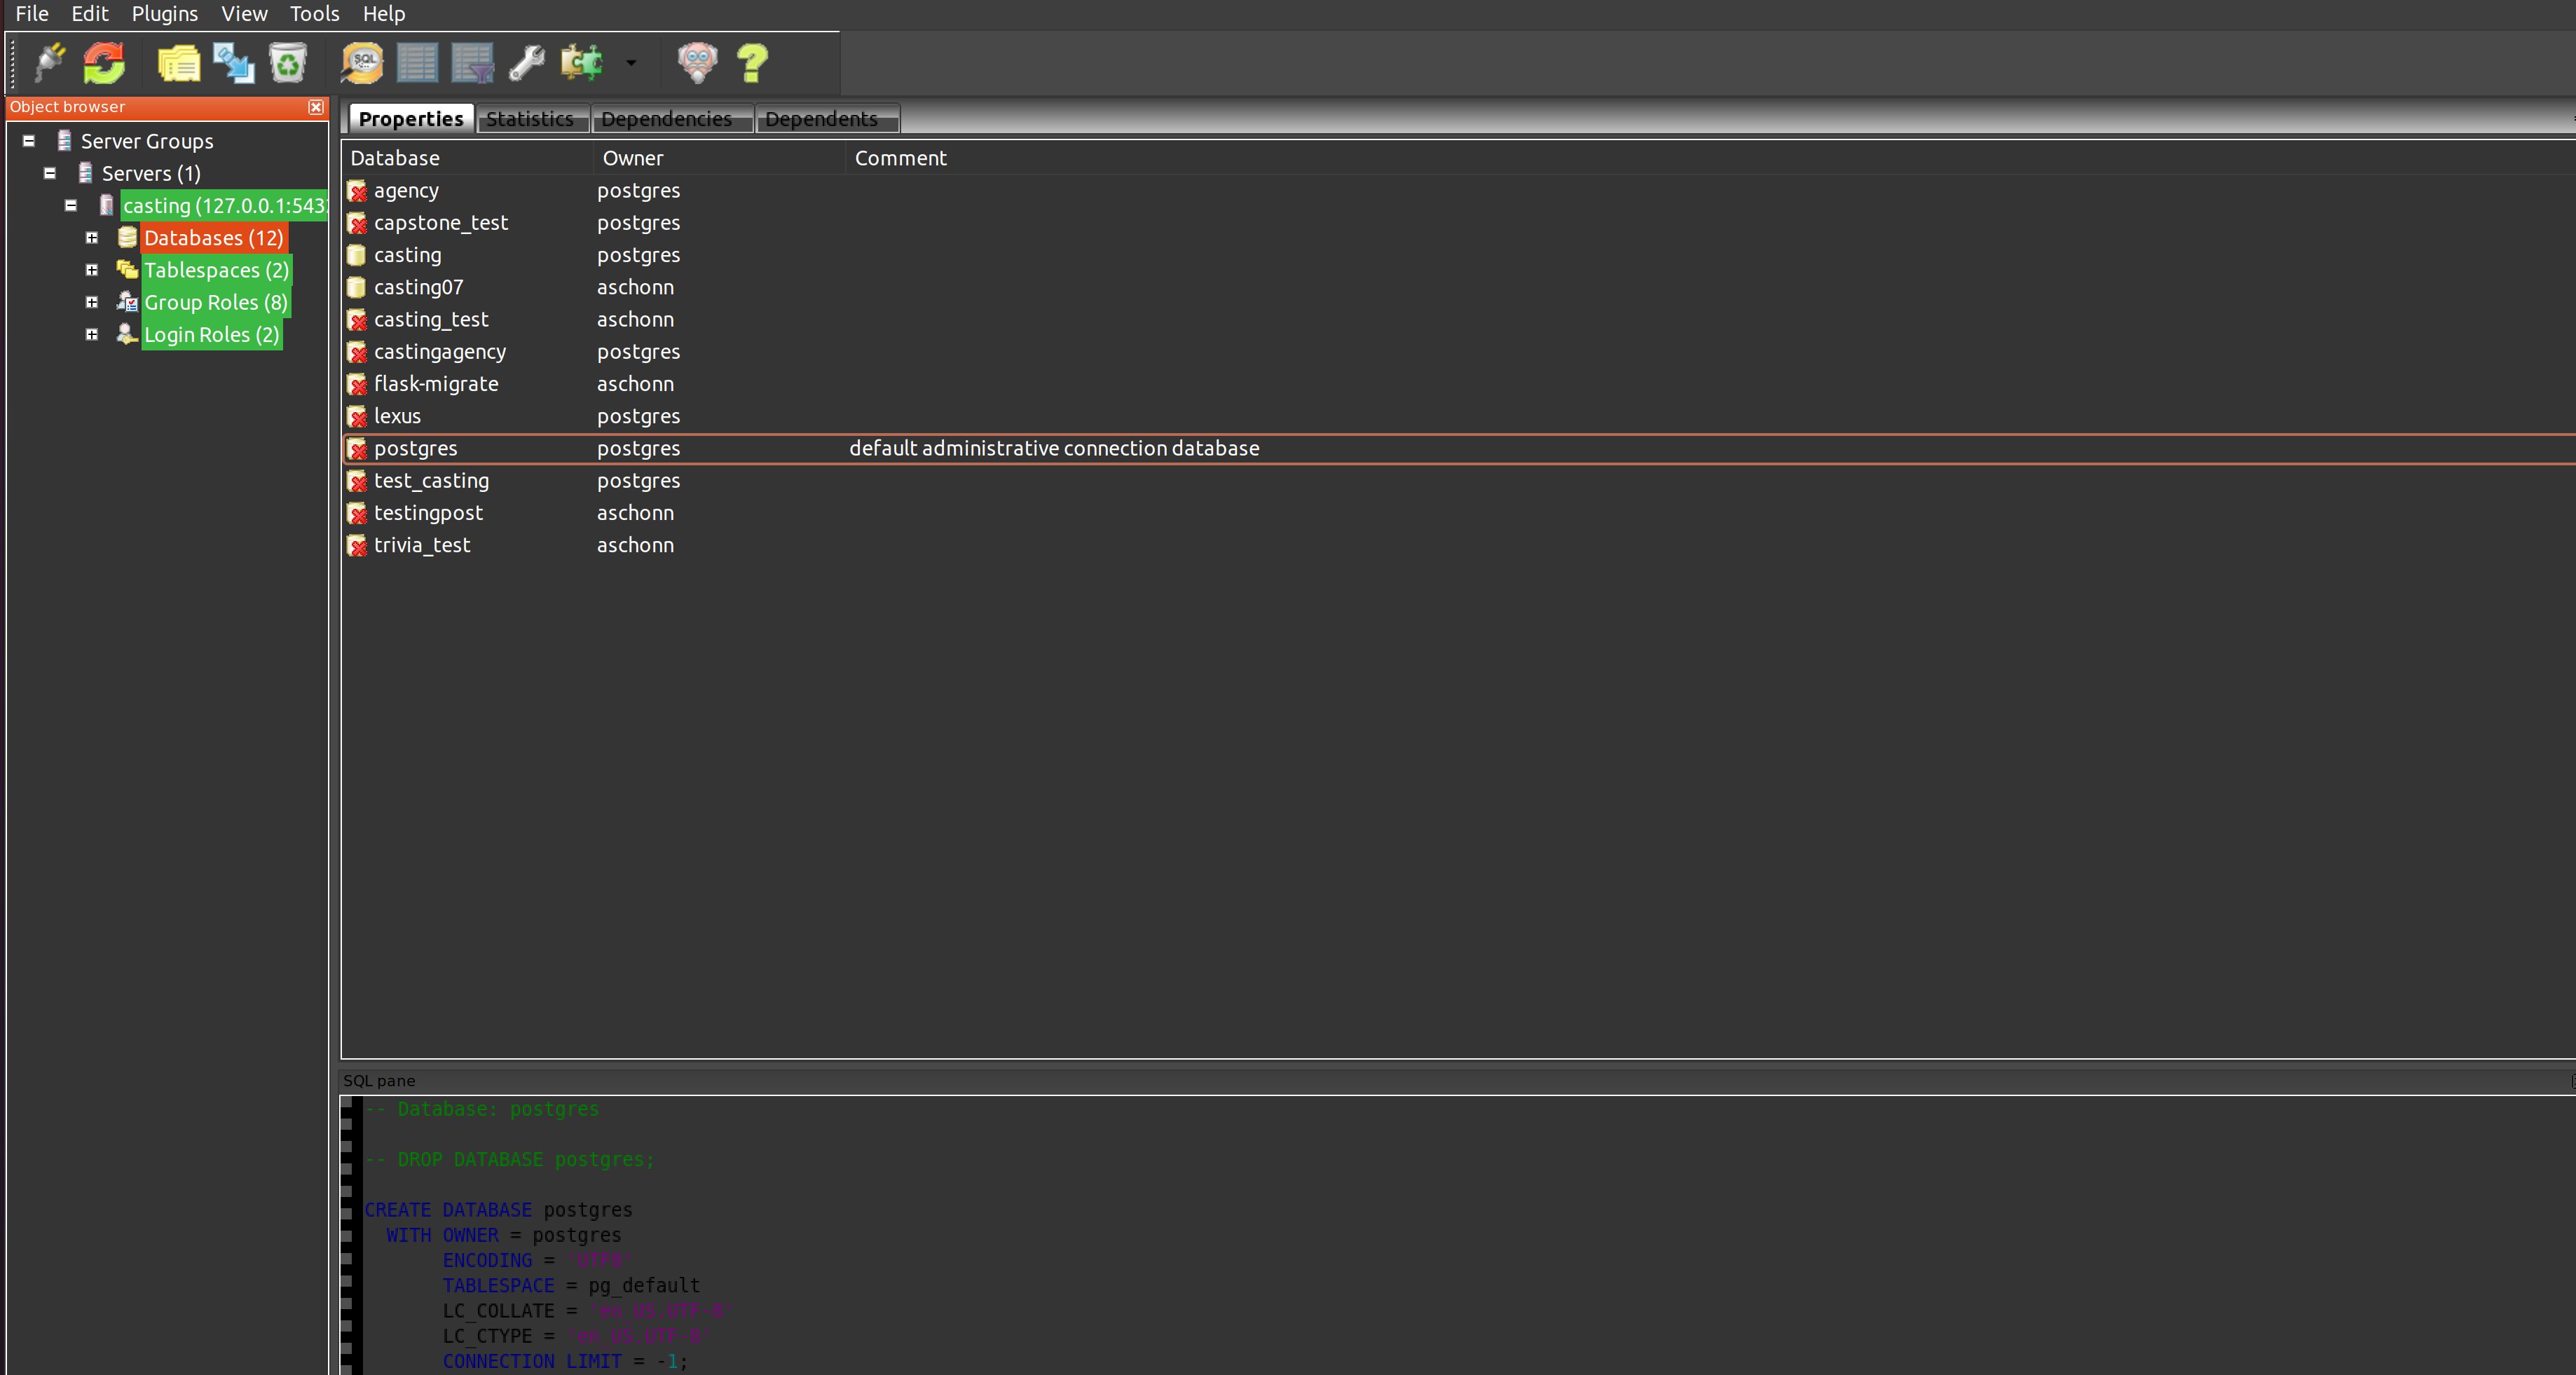 File Edit Plugins View Tools Help
SQL
Object browser
Server Groups
Servers (1)
casting (127.0.0.1:543
Databases (12)
Tablespaces (2)
Group Roles (8)
Login Roles (2)
Properties Statistics Dependencies Dependents
Database Owner Comment
agency postgres
capstone_test postgres
casting postgres
casting07 aschonn
casting_test aschonn
castingagency postgres
flask-migrate aschonn
lexus postgres
postgres postgres default administrative connection database
test_casting postgres
testingpost aschonn
trivia_test aschonn
SQL pane
-- Database: postgres
-- DROP DATABASE postgres;
CREATE DATABASE postgres
WITH OWNER = postgres
ENCODING = 'UTF8'
TABLESPACE = pg_default
LC_COLLATE = 'en_US.UTF-8'
LC_CTYPE = 'en_US.UTF-8'
CONNECTION LIMIT = -1;